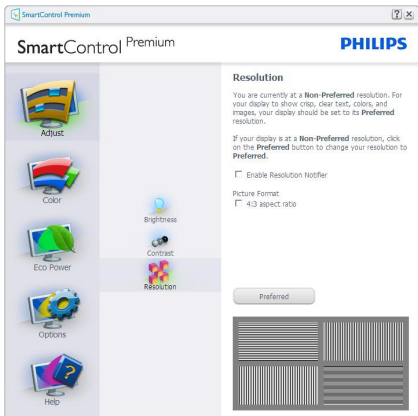 SmartControl Premium
SmartControl Premium
PHILIPS
Adjust
Color
Eco Power
Options
Help
Brightness
Contrast
Resolution
Resolution
You are currently at a Non-Preferred resolution. For
your display to show crisp, clear text, colors, and
images, your display should be set to its Preferred
resolution.
If your display is at a Non-Preferred resolution, click
on the Preferred button to change your resolution to
Preferred.
Enable Resolution Notifier
Picture Format
4:3 aspect ratio
Preferred